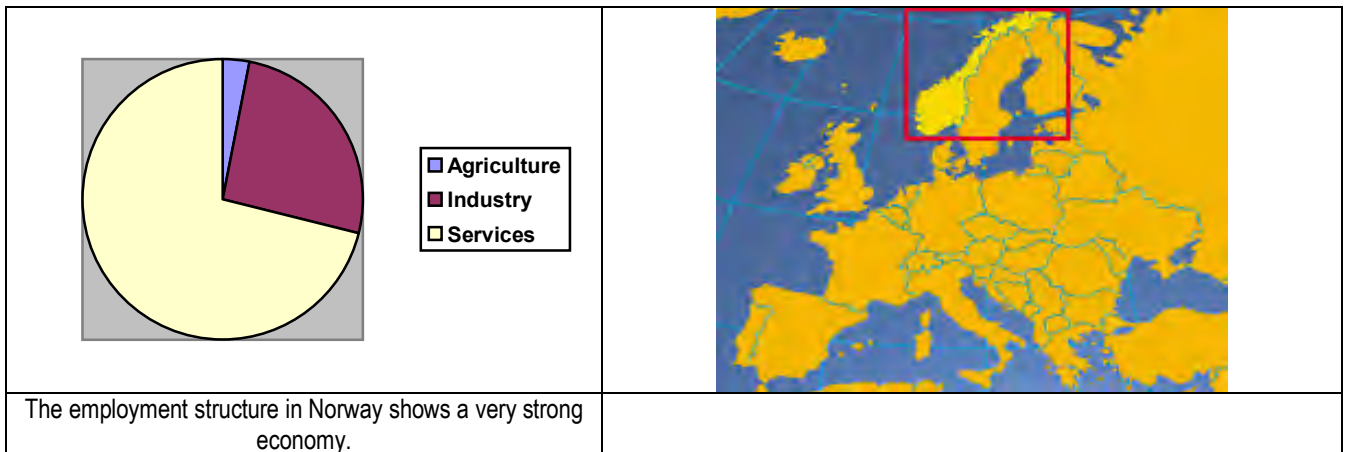 Agriculture
Industry
Services
The employment structure in Norway shows a very strong
economy.